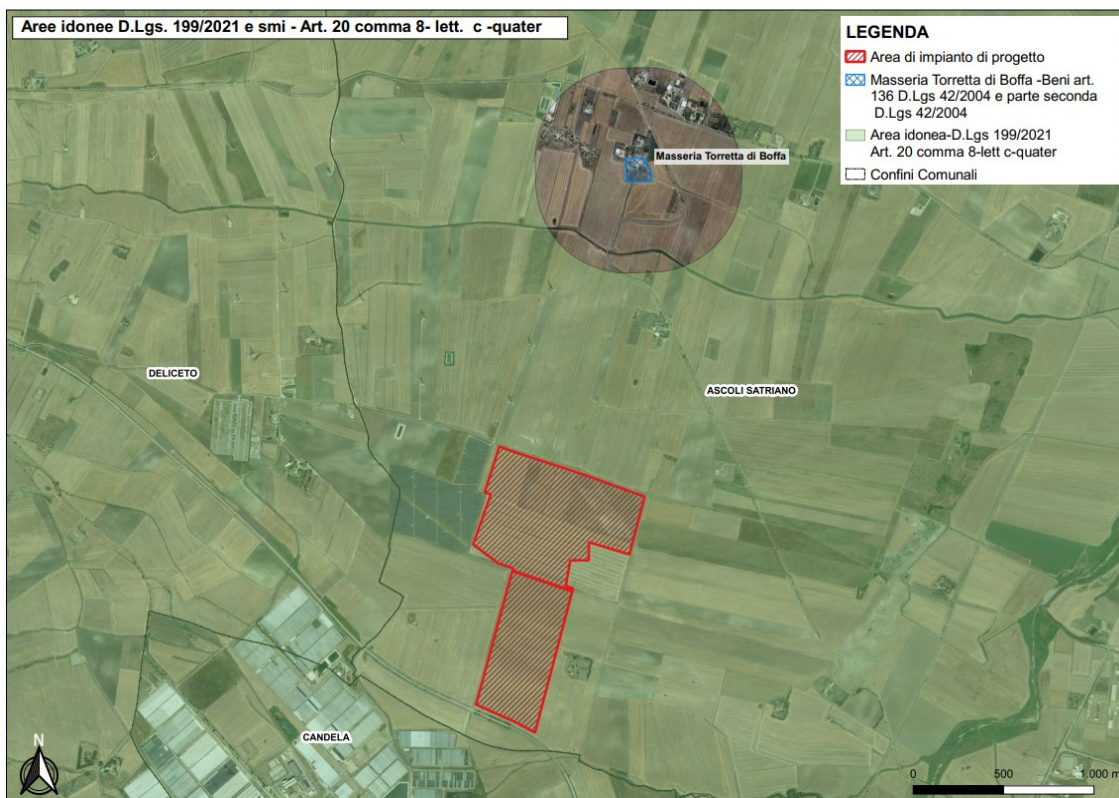 Aree idonee D.Lgs. 199/2021 e smi - Art. 20 comma 8- lett. c -quater
LEGENDA
Area di impianto di progetto
Masseria Torretta di Boffa -Beni art.
136 D.Lgs 42/2004 e parte seconda
D.Lgs 42/2004
Area idonea-D.Lgs 199/2021
Art. 20 comma 8-lett c-quater
Confini Comunali
Masseria Torretta di Boffa
DELICETO
ASCOLI SATRIANO
CANDELA
N
0 500 1.000 m